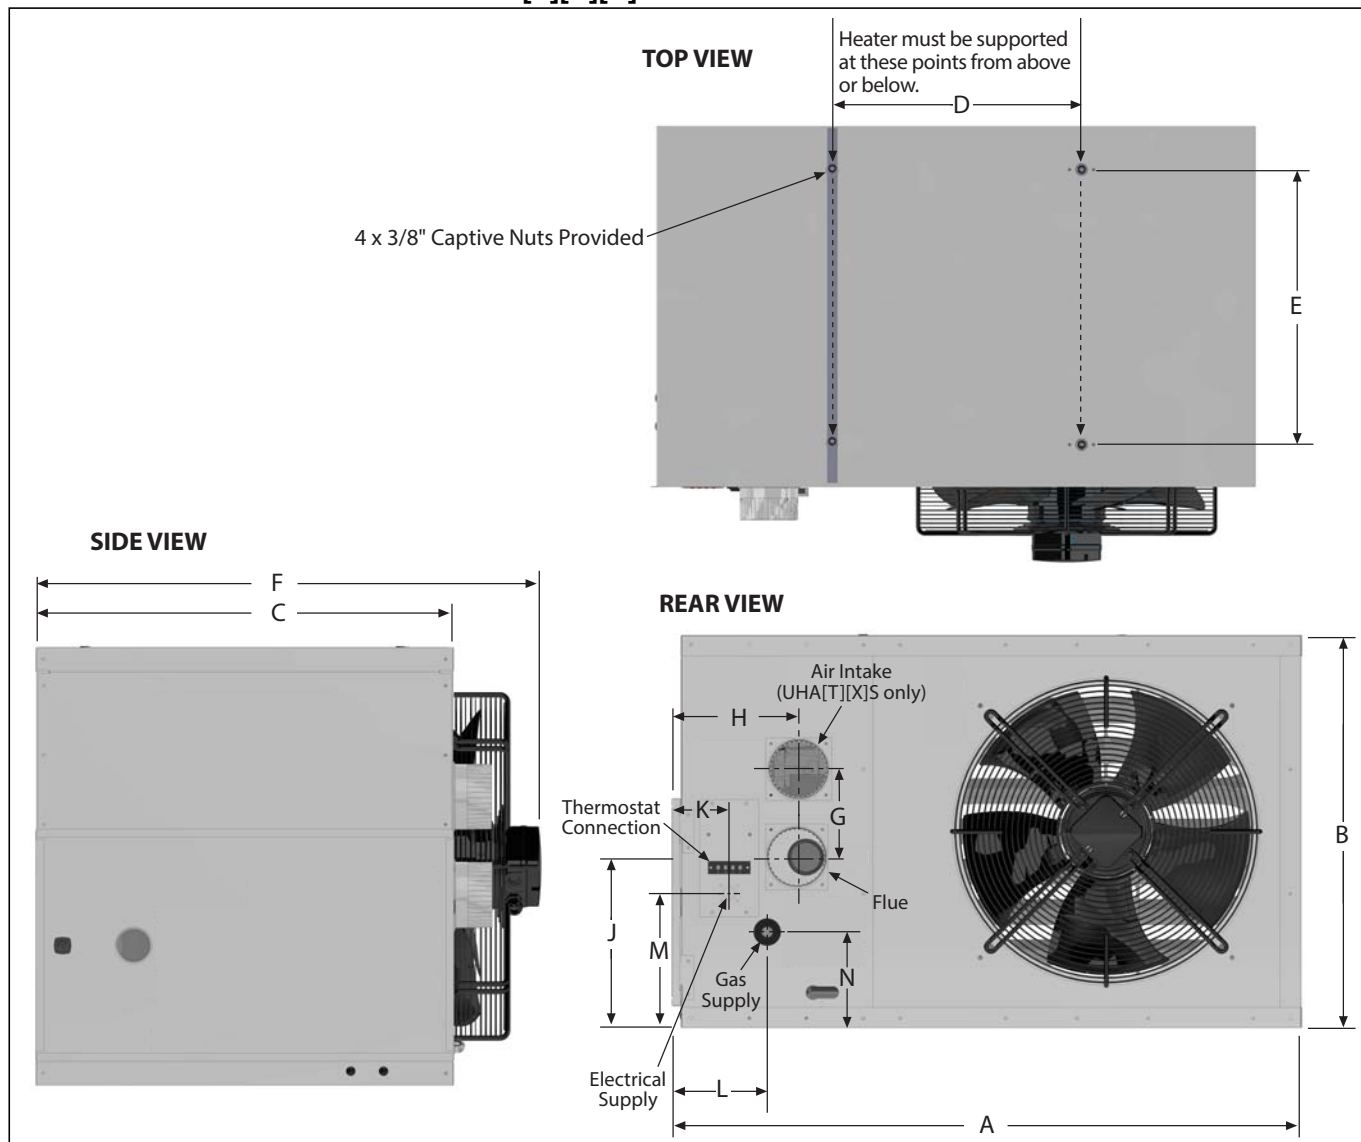 TOP VIEW
Heater must be supported
at these points from above
or below.
D
4 x 3/8" Captive Nuts Provided
E
SIDE VIEW
F
C
REAR VIEW
Air Intake
(UHA[T][X]S only)
H
Thermostat
Connection
K
G
B
Flue
J
M
Gas
Supply
N
Electrical
Supply
L
A